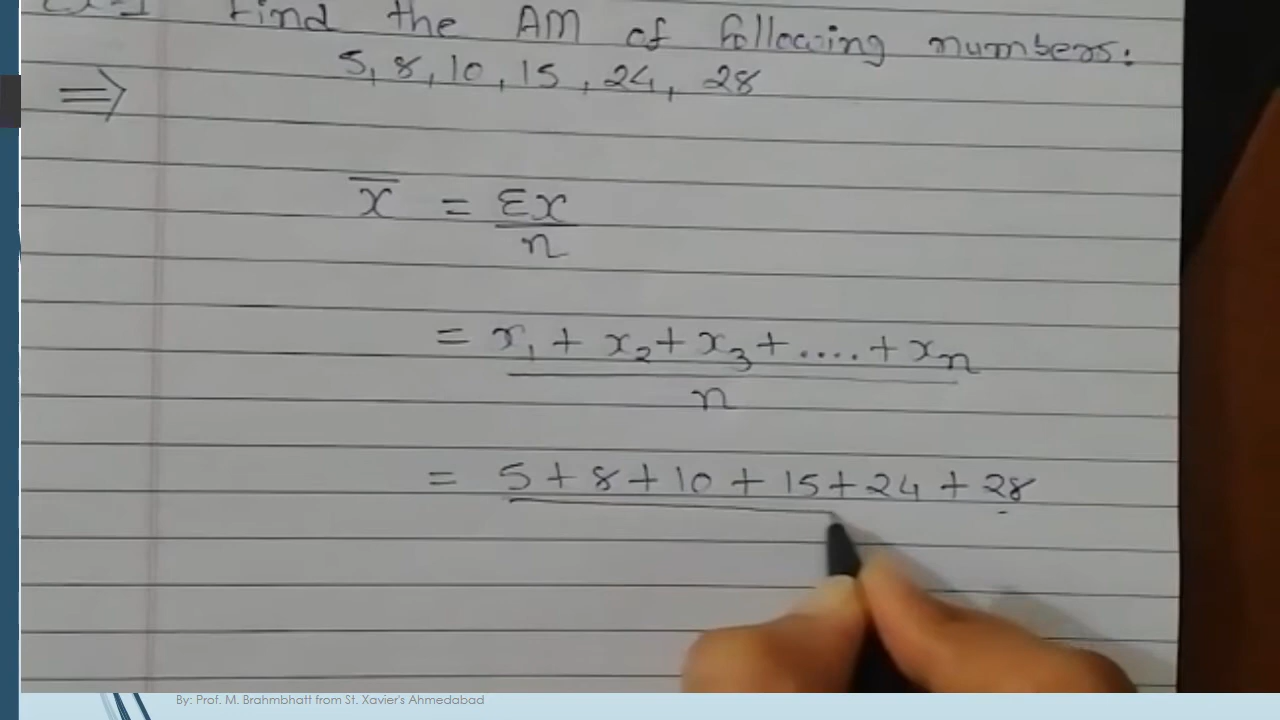 Find the AM of following numbers:
5, 8, 10, 15, 24, 28
⇒
x̄ = Σx
n
= x₁ + x₂ + x₃ + .... + xₙ
n
= 5 + 8 + 10 + 15 + 24 + 28
By: Prof. M. Brahmbhatt from St. Xavier's Ahmedabad